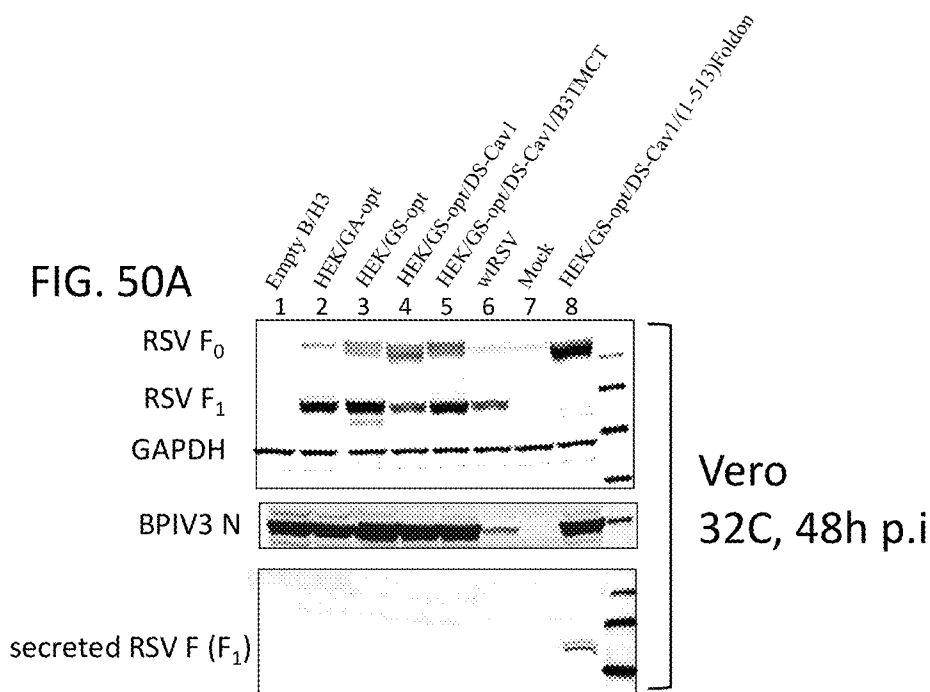 Empty B/H3
HEK/GA-opt
HEK/GS-opt
HEK/GS-opt/DS-Cav1
HEK/GS-opt/DS-Cav1/B3TMCT
wtRSV
Mock
HEK/GS-opt/DS-Cav1/(1-513)Foldon
FIG. 50A
1 2 3 4 5 6 7 8
RSV F0
RSV F1
GAPDH
BPIV3 N
secreted RSV F (F1)
Vero
32C, 48h p.i